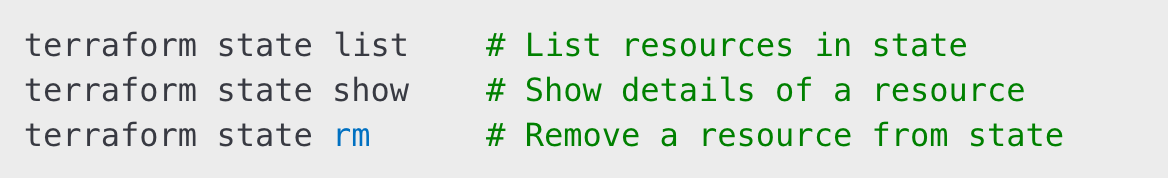 terraform state list    # List resources in state
terraform state show    # Show details of a resource
terraform state rm      # Remove a resource from state